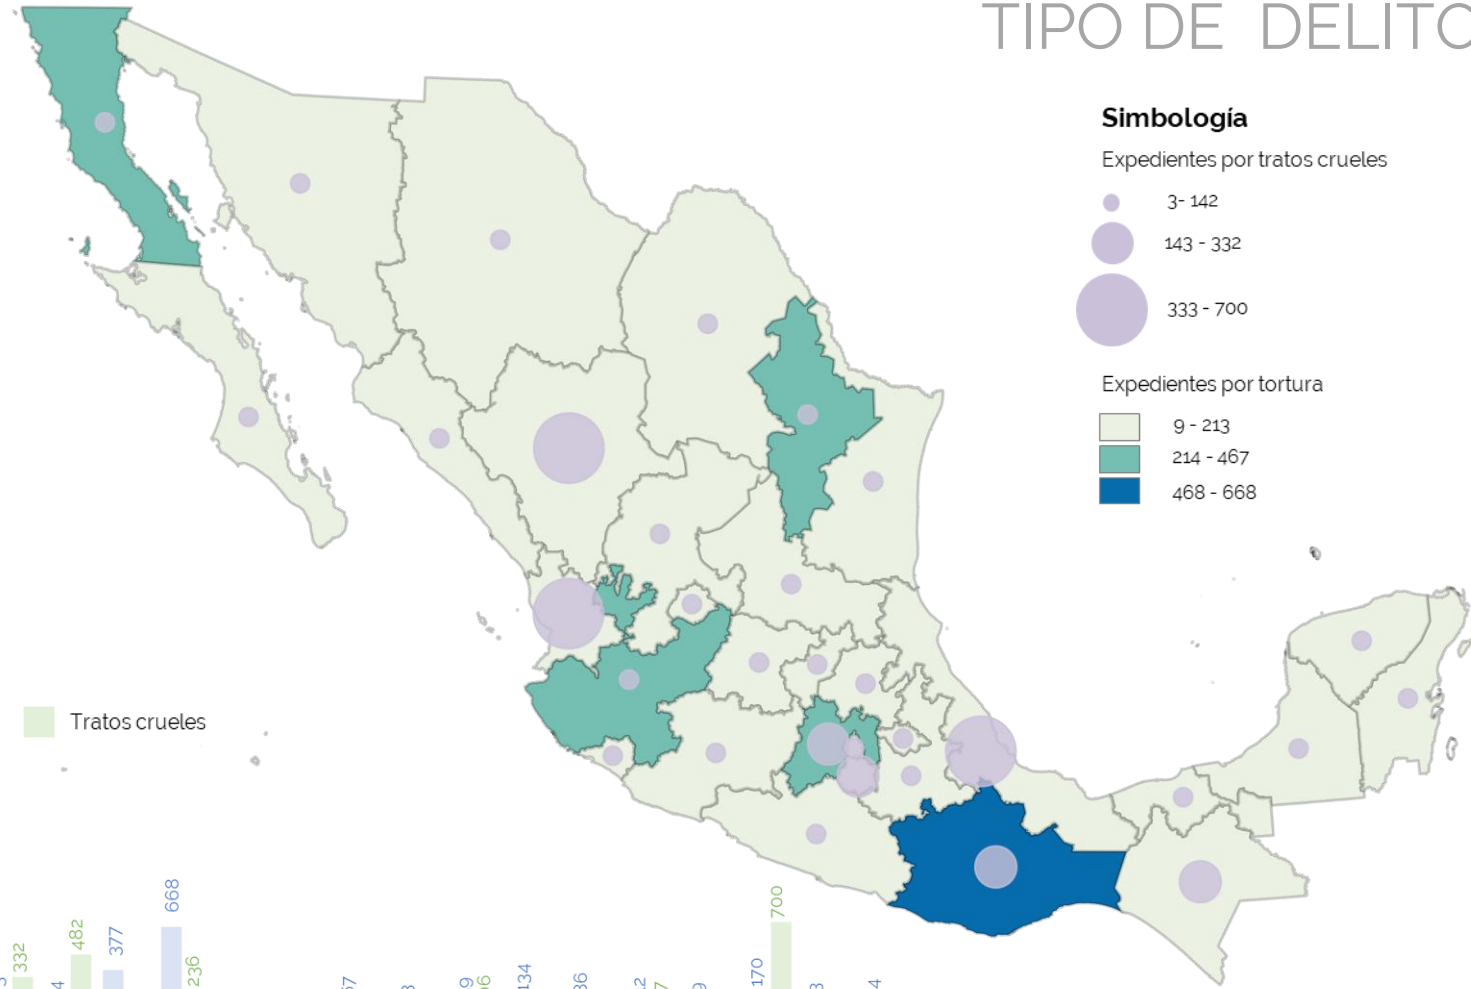 TIPO DE DELITO
Simbología
Expedientes por tratos crueles
3- 142
143 - 332
333 - 700
Expedientes por tortura
9 - 213
214 - 467
468 - 668
Tratos crueles
332
482
377
668
236
134
170
700